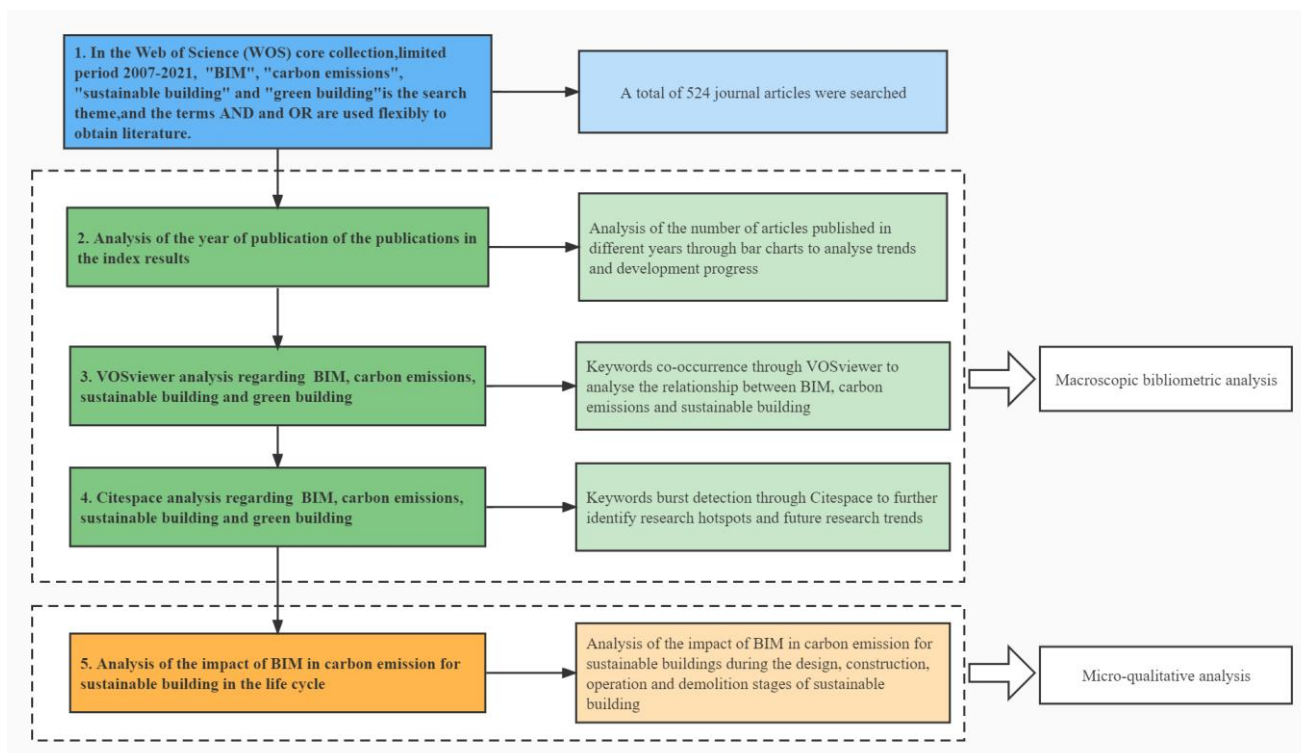 1. In the Web of Science (WOS) core collection,limited
period 2007-2021, "BIM", "carbon emissions",
"sustainable building" and "green building"is the search
theme,and the terms AND and OR are used flexibly to
obtain literature.
A total of 524 journal articles were searched
2. Analysis of the year of publication of the publications in
the index results
Analysis of the number of articles published in
different years through bar charts to analyse trends
and development progress
3. VOSviewer analysis regarding BIM, carbon emissions,
sustainable building and green building
Keywords co-occurrence through VOSviewer to
analyse the relationship between BIM, carbon
emissions and sustainable building
Macroscopic bibliometric analysis
4. Citespace analysis regarding BIM, carbon emissions,
sustainable building and green building
Keywords burst detection through Citespace to further
identify research hotspots and future research trends
5. Analysis of the impact of BIM in carbon emission for
sustainable building in the life cycle
Analysis of the impact of BIM in carbon emission for
sustainable buildings during the design, construction,
operation and demolition stages of sustainable
building
Micro-qualitative analysis